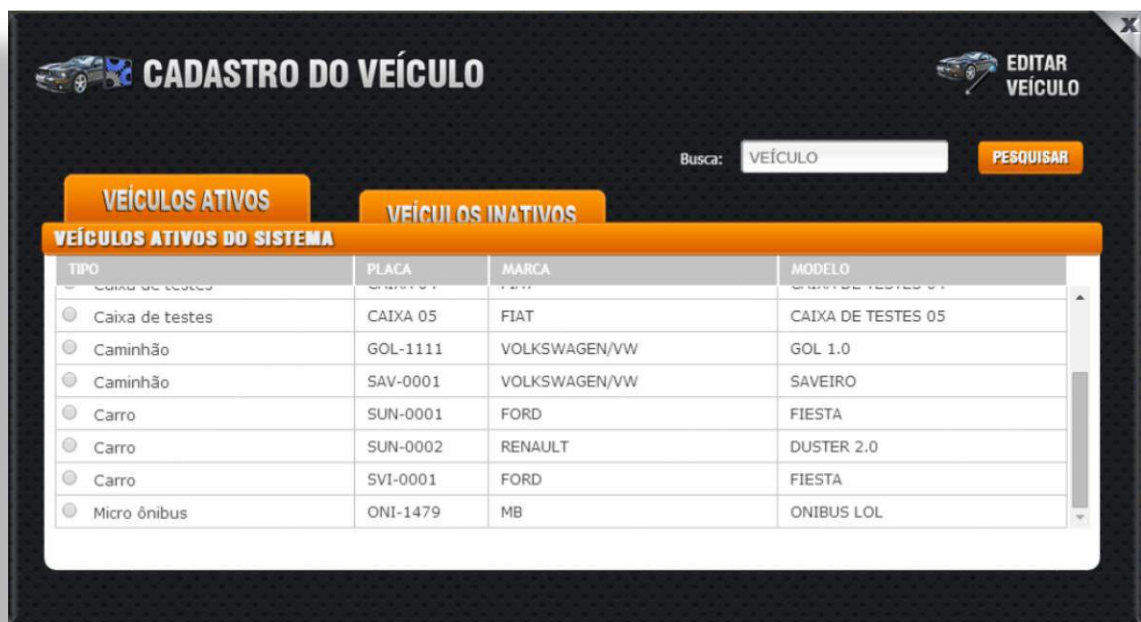 X
CADASTRO DO VEÍCULO
EDITAR
VEÍCULO
Busca: VEÍCULO PESQUISAR
VEÍCULOS ATIVOS VEÍCULOS INATIVOS
VEÍCULOS ATIVOS DO SISTEMA
TIPO PLACA MARCA MODELO
Caixa de testes CAIXA 05 FIAT CAIXA DE TESTES 05
Caminhão GOL-1111 VOLKSWAGEN/VW GOL 1.0
Caminhão SAV-0001 VOLKSWAGEN/VW SAVEIRO
Carro SUN-0001 FORD FIESTA
Carro SUN-0002 RENAULT DUSTER 2.0
Carro SVI-0001 FORD FIESTA
Micro ônibus ONI-1479 MB ONIBUS LOL